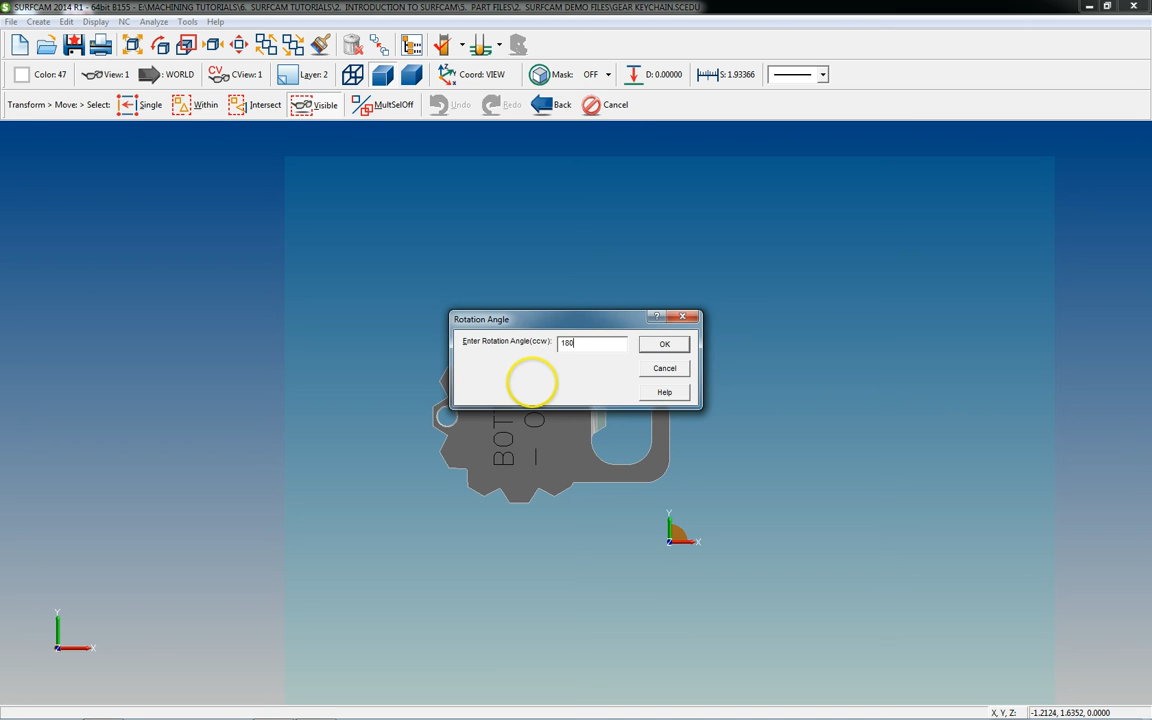 SURFCAM 2014 R1 - 64bit B155 - E:\MACHINING TUTORIALS\6. SURFCAM TUTORIALS\2. INTRODUCTION TO SURFCAM\5. PART FILES\2. SURFCAM DEMO FILES\GEAR KEYCHAIN.SCEDU
File Create Edit Display NC Analyze Tools Help
Color: 47 View: 1 : WORLD CV CView: 1 Layer: 2 Coord: VIEW Mask: OFF D: 0.00000 S: 1.93366
Transform > Move > Select: Single Within Intersect Visible MultSelOff Undo Redo Back Cancel
Rotation Angle ?
Enter Rotation Angle(ccw): 180 OK
Cancel
Help
BOT
_ O
Y
X
Y
X
X, Y, Z: -1.2124, 1.6352, 0.0000